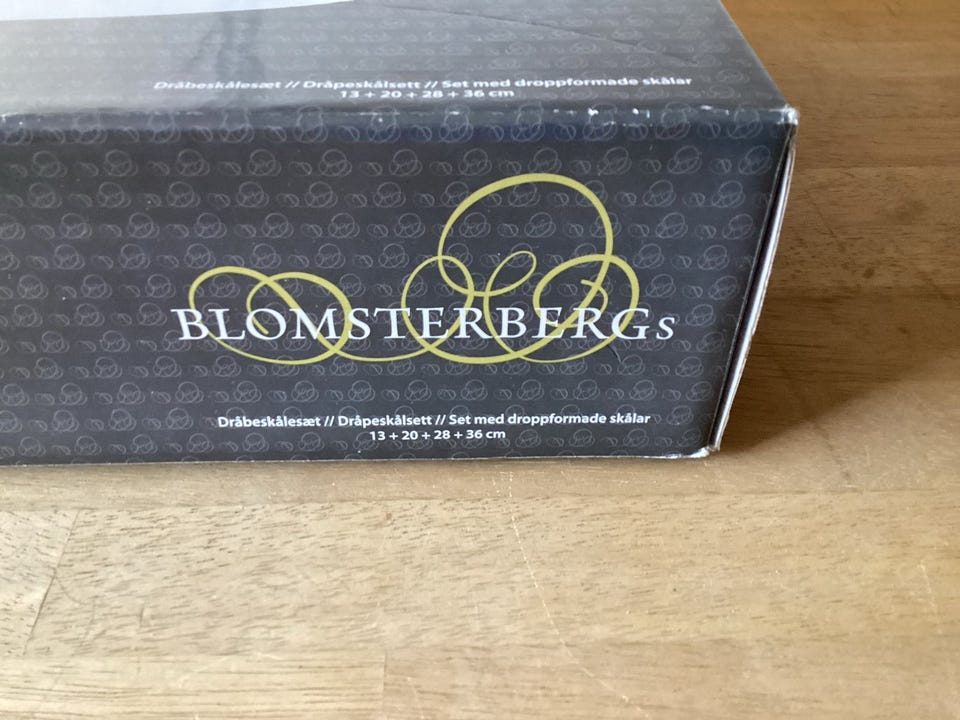 Dråbeskålesæt // Dråpeskålsett // Set med droppformade skålar
13 + 20 + 28 + 36 cm
BLOMSTERBERGS
Dråbeskålesæt // Dråpeskålsett // Set med droppformade skålar
13 + 20 + 28 + 36 cm